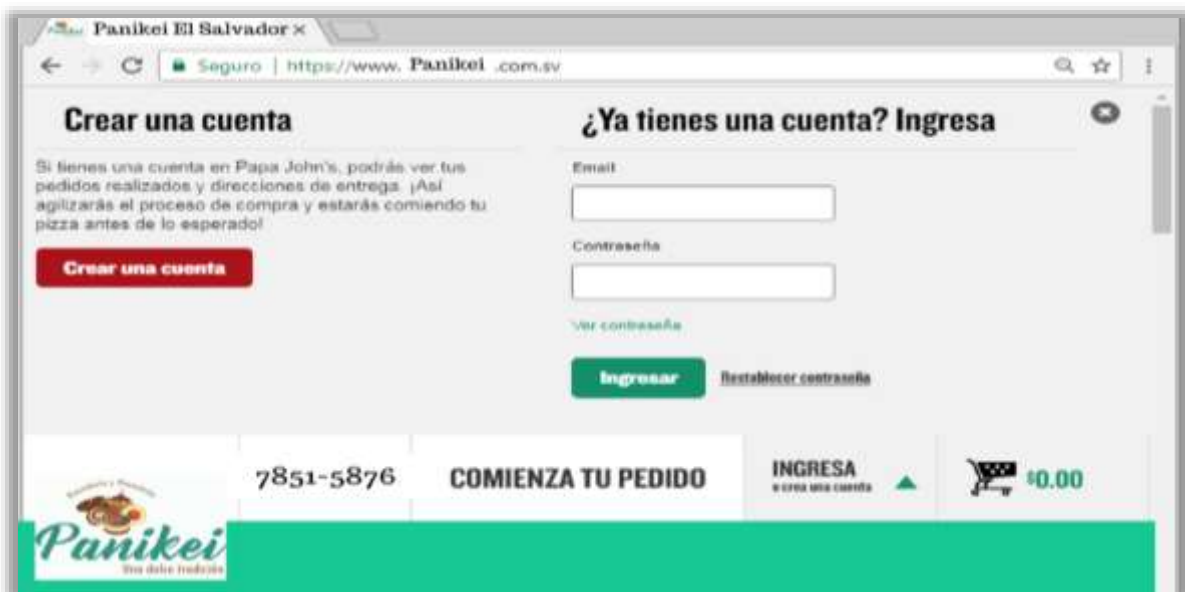 Panikei El Salvador ×
Seguro | https://www. Panikei .com.sv
Crear una cuenta
Si tienes una cuenta en Papa John's, podrás ver tus
pedidos realizados y direcciones de entrega. ¡Así
agilizarás el proceso de compra y estarás comiendo tu
pizza antes de lo esperado!
Crear una cuenta
¿Ya tienes una cuenta? Ingresa
Email
Contraseña
Ver contraseña
Ingresar
Restablecer contraseña
7851-5876
COMIENZA TU PEDIDO
INGRESA
o crea una cuenta
$0.00
Panikei
Una dulce tradición